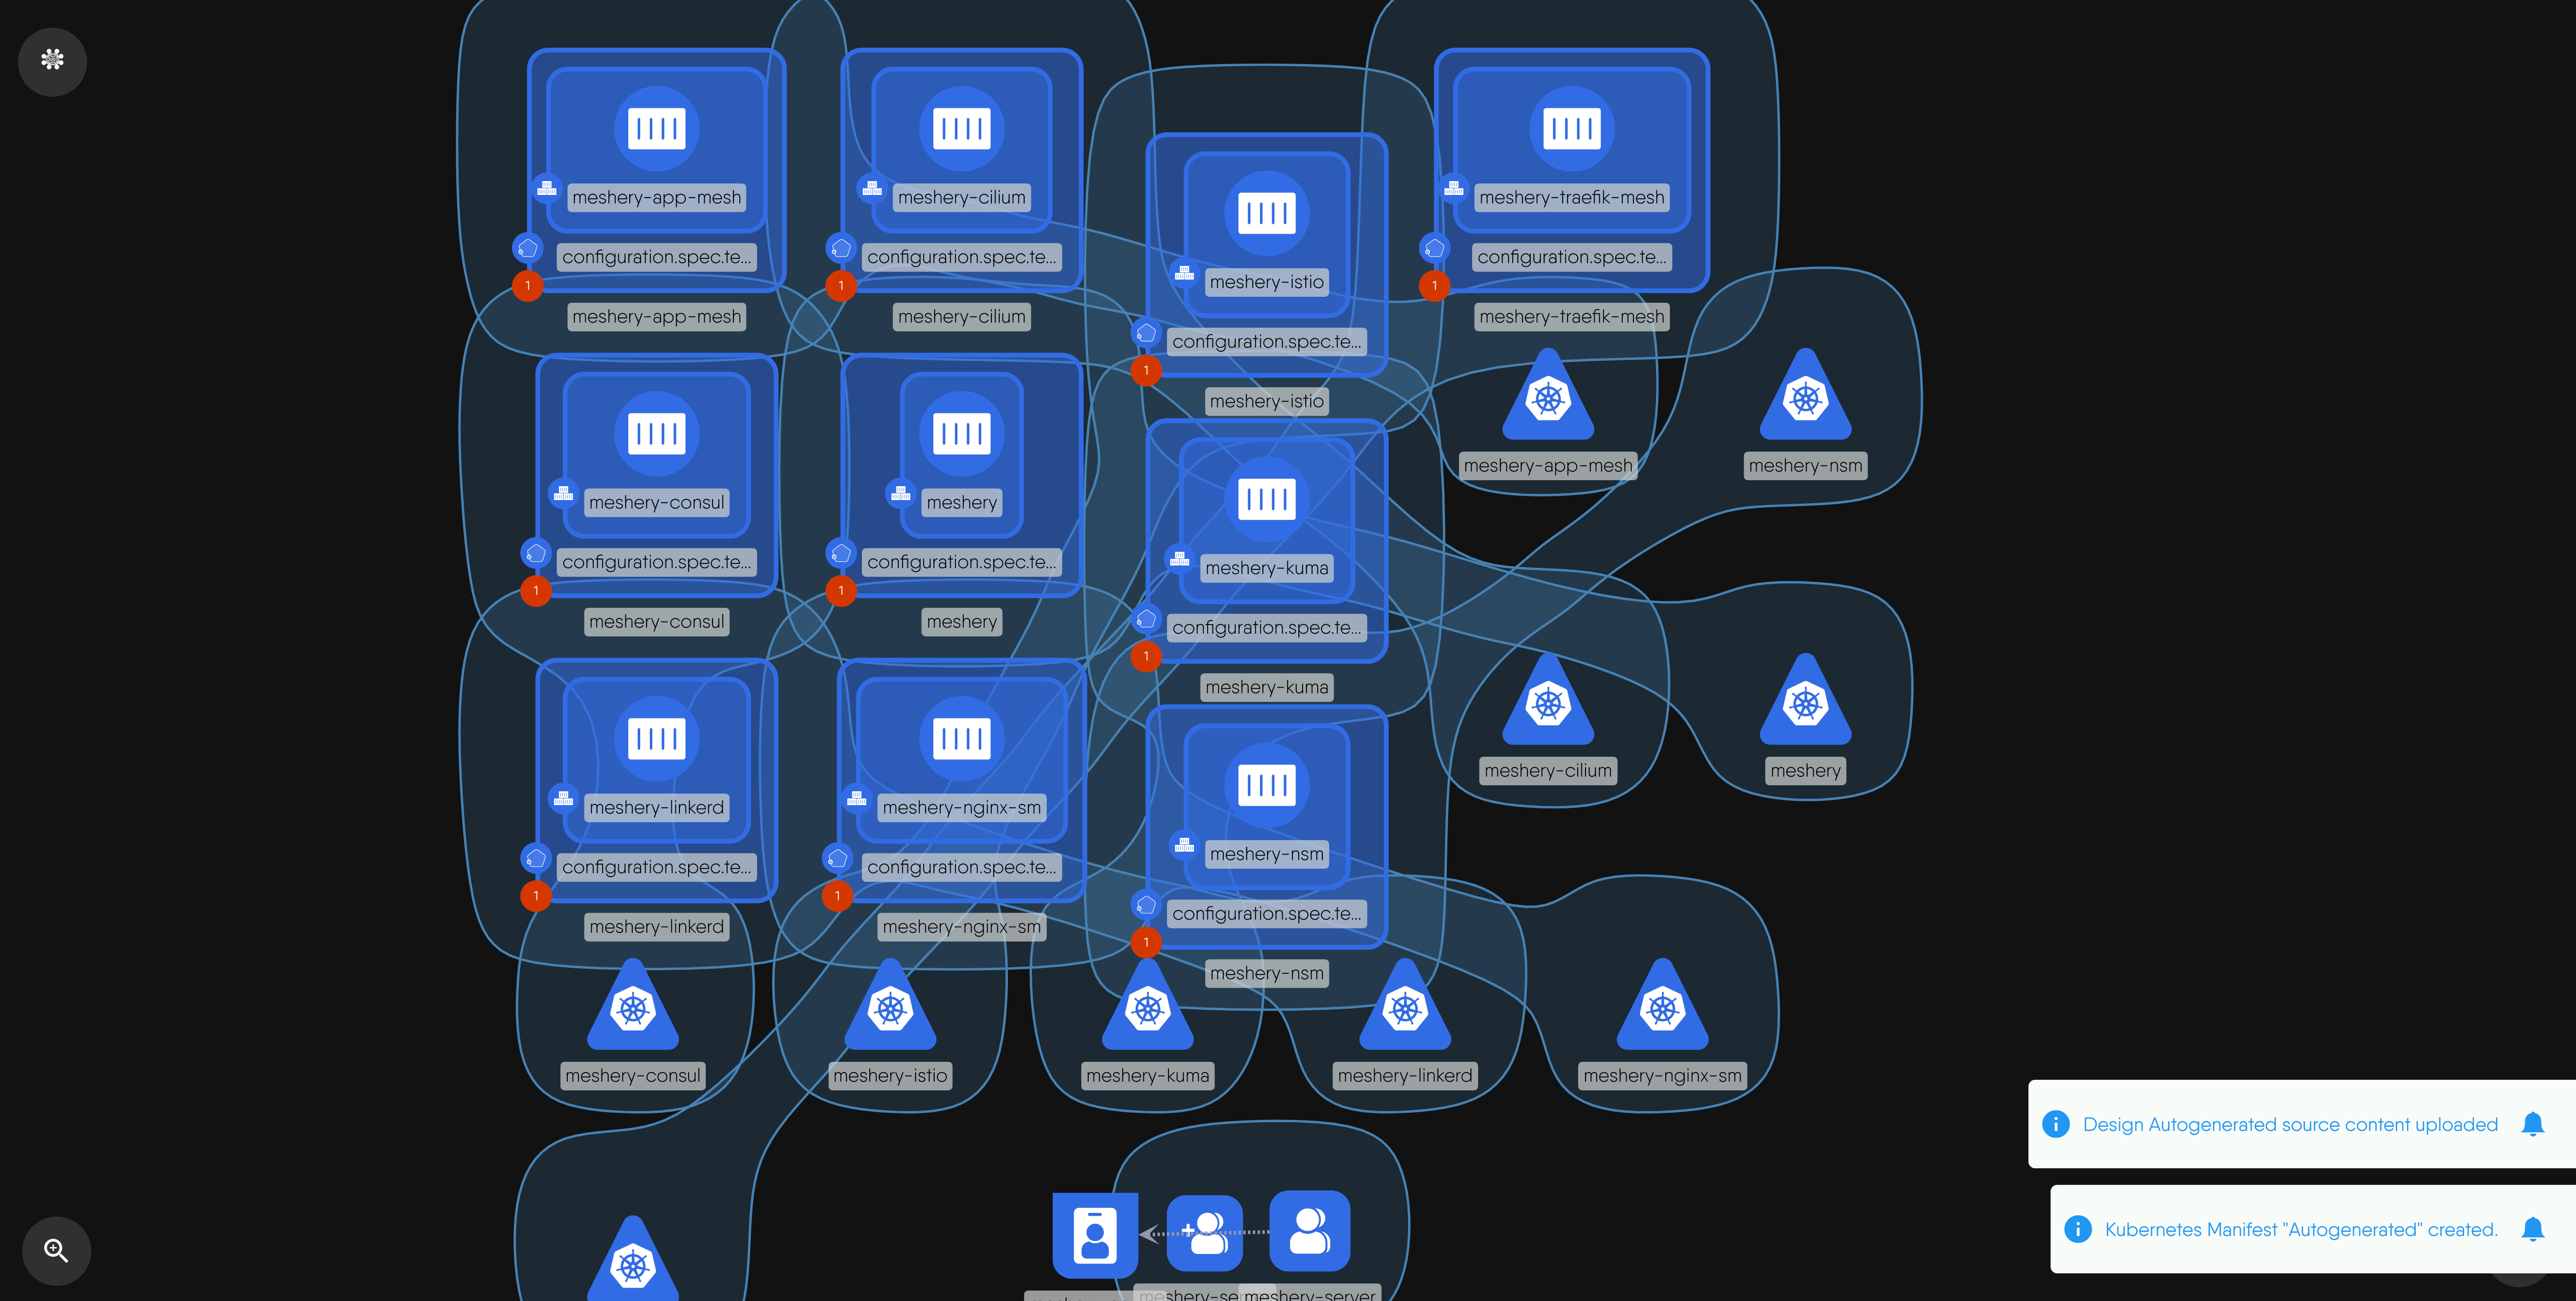 meshery-app-mesh
configuration.spec.te...
1
meshery-app-mesh
meshery-cilium
configuration.spec.te...
1
meshery-cilium
meshery-istio
configuration.spec.te...
1
meshery-istio
meshery-traefik-mesh
configuration.spec.te...
1
meshery-traefik-mesh
meshery-consul
configuration.spec.te...
1
meshery-consul
meshery
configuration.spec.te...
1
meshery
meshery-kuma
configuration.spec.te...
1
meshery-kuma
meshery-app-mesh
meshery-nsm
meshery-linkerd
configuration.spec.te...
1
meshery-linkerd
meshery-nginx-sm
configuration.spec.te...
1
meshery-nginx-sm
meshery-nsm
configuration.spec.te...
1
meshery-nsm
meshery-cilium
meshery
meshery-consul
meshery-istio
meshery-kuma
meshery-linkerd
meshery-nginx-sm
meshery-server
Design Autogenerated source content uploaded
Kubernetes Manifest "Autogenerated" created.